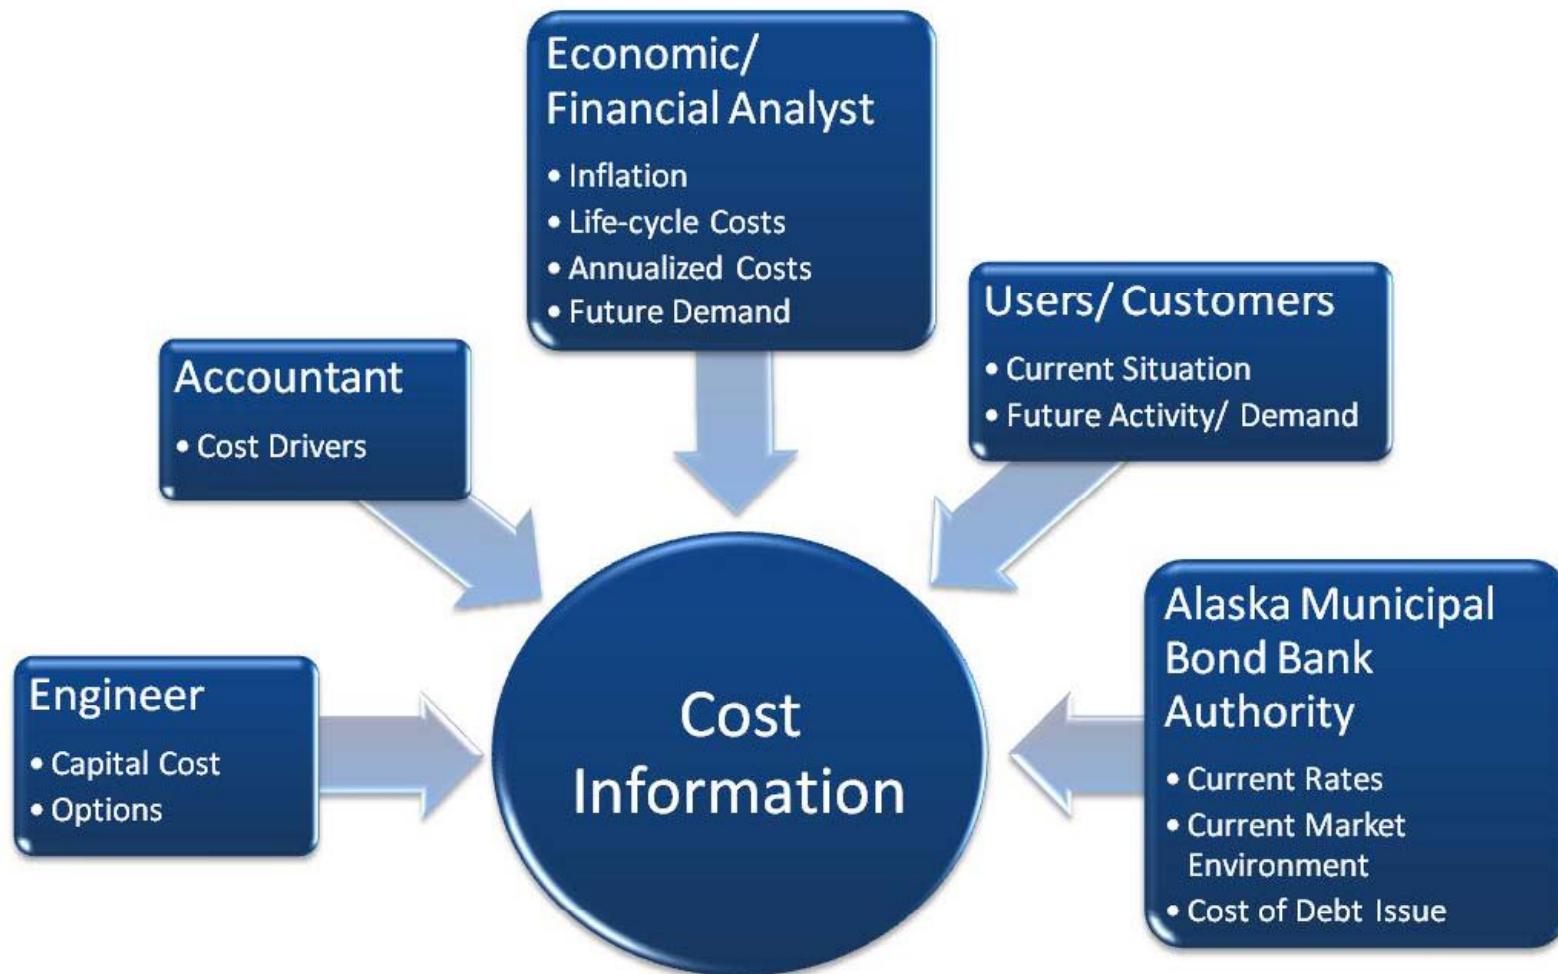 Economic/
Financial Analyst
• Inflation
• Life-cycle Costs
• Annualized Costs
• Future Demand
Users/ Customers
• Current Situation
• Future Activity/ Demand
Accountant
• Cost Drivers
Alaska Municipal
Bond Bank
Authority
• Current Rates
• Current Market
Environment
• Cost of Debt Issue
Engineer
• Capital Cost
• Options
Cost
Information